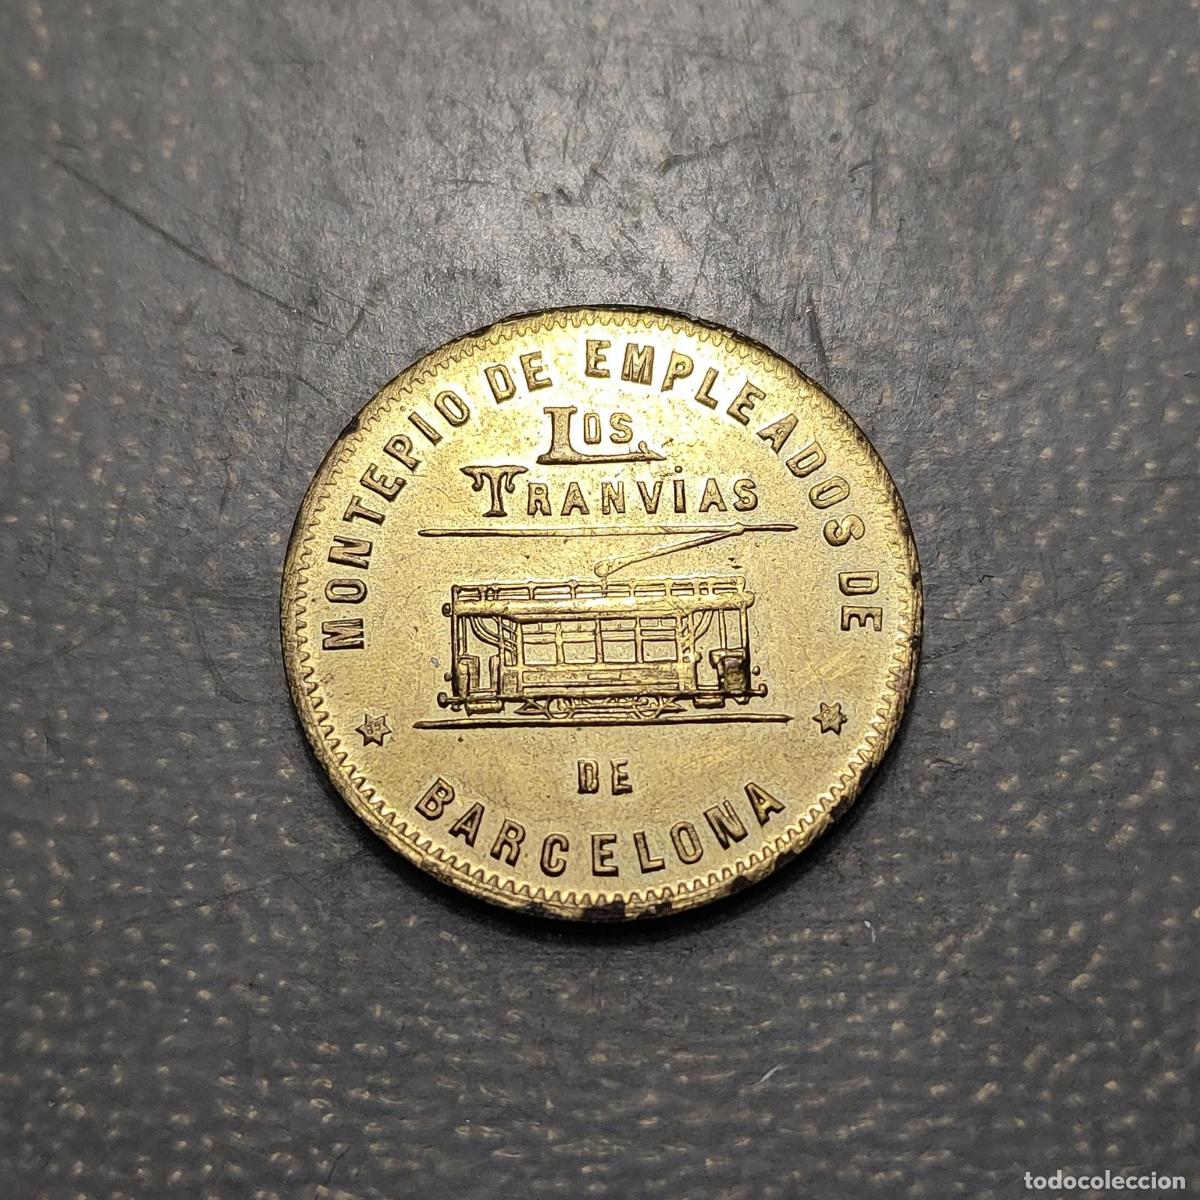 MONTEPIO DE EMPLEADOS DE
LOS
TRANVIAS
DE
BARCELONA
todocoleccion